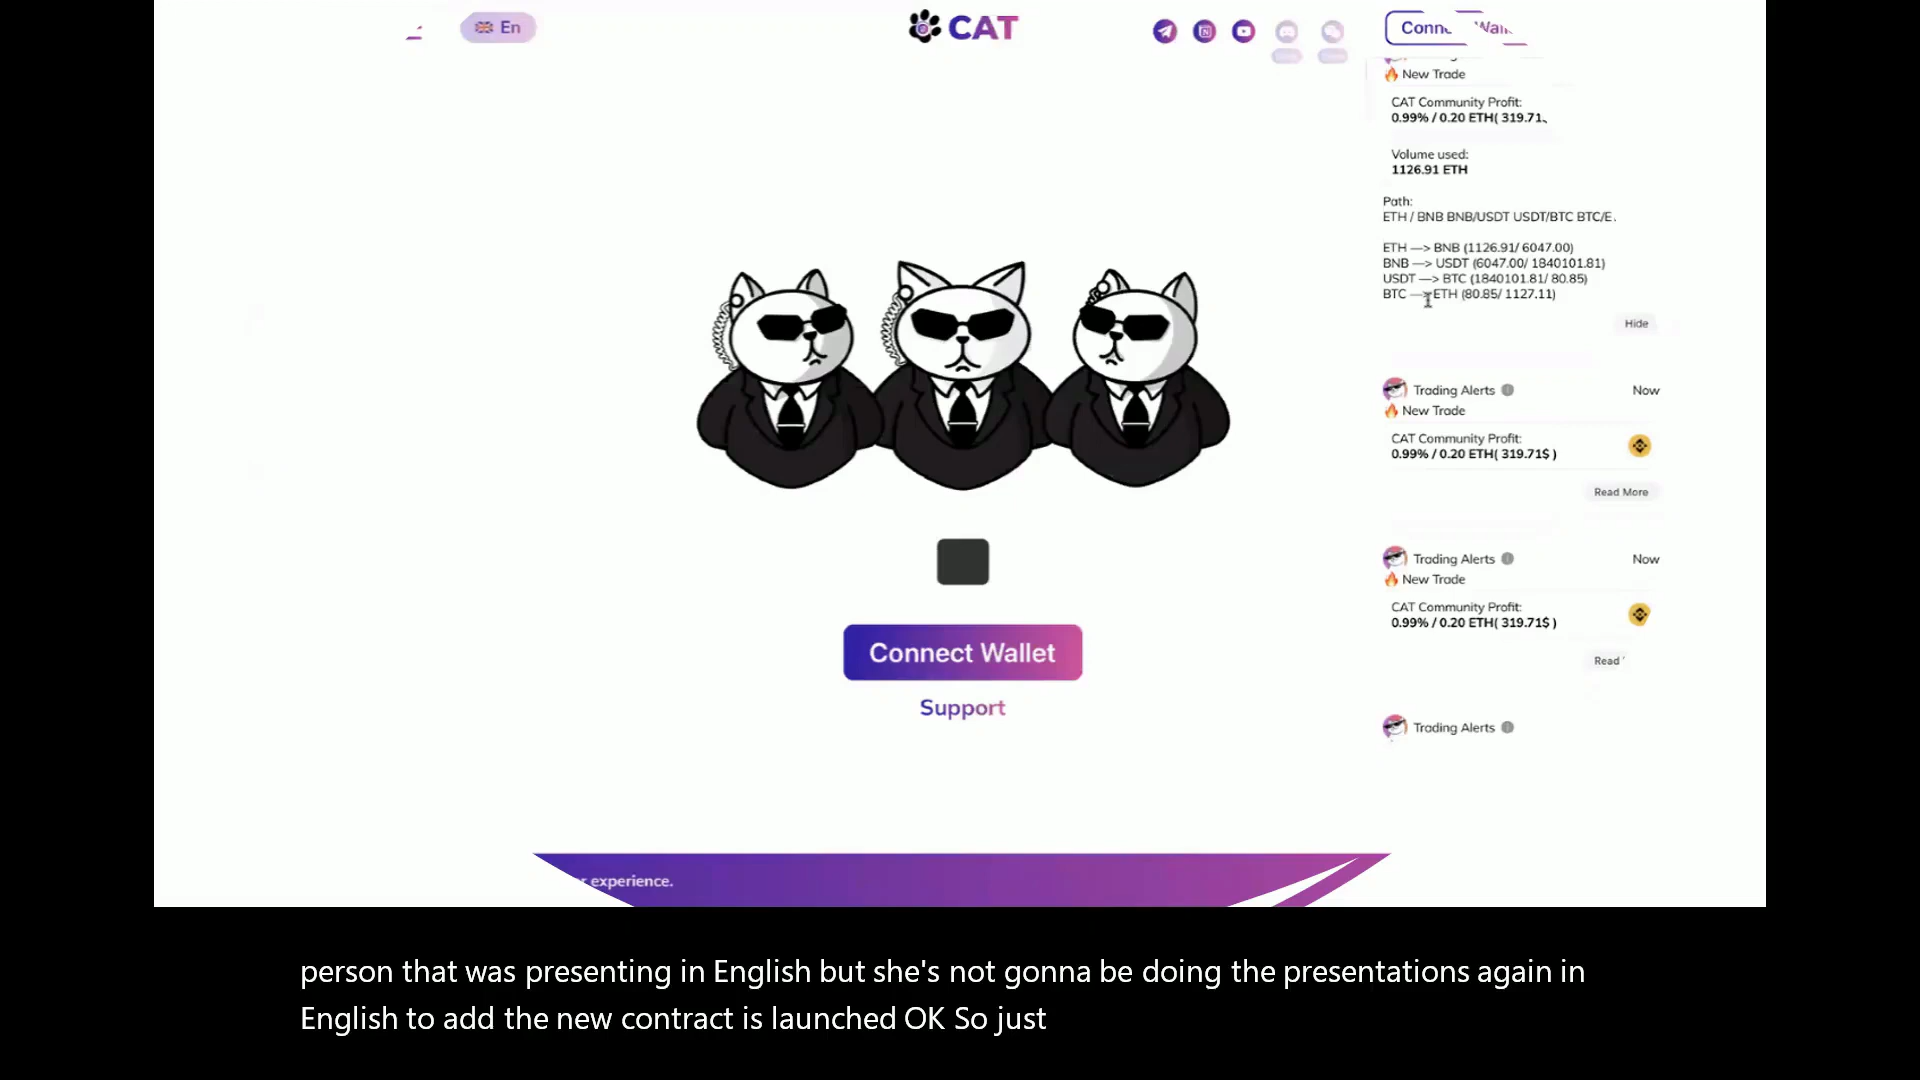 En
CAT
New Trade
CAT Community Profit:
0.99% / 0.20 ETH( 319.71
Volume used:
1126.91 ETH
Path:
ETH / BNB BNB/USDT USDT/BTC BTC/E
ETH —> BNB (1126.91/ 6047.00)
BNB —> USDT (6047.00/ 1840101.81)
USDT —> BTC (1840101.81/ 80.85)
BTC —> ETH (80.85/ 1127.11)
Hide
Trading Alerts Now
New Trade
CAT Community Profit:
0.99% / 0.20 ETH( 319.71$ )
Read More
Trading Alerts Now
New Trade
CAT Community Profit:
0.99% / 0.20 ETH( 319.71$ )
Read
Trading Alerts
Connect Wallet
Support
experience.
person that was presenting in English but she's not gonna be doing the presentations again in
English to add the new contract is launched OK So just